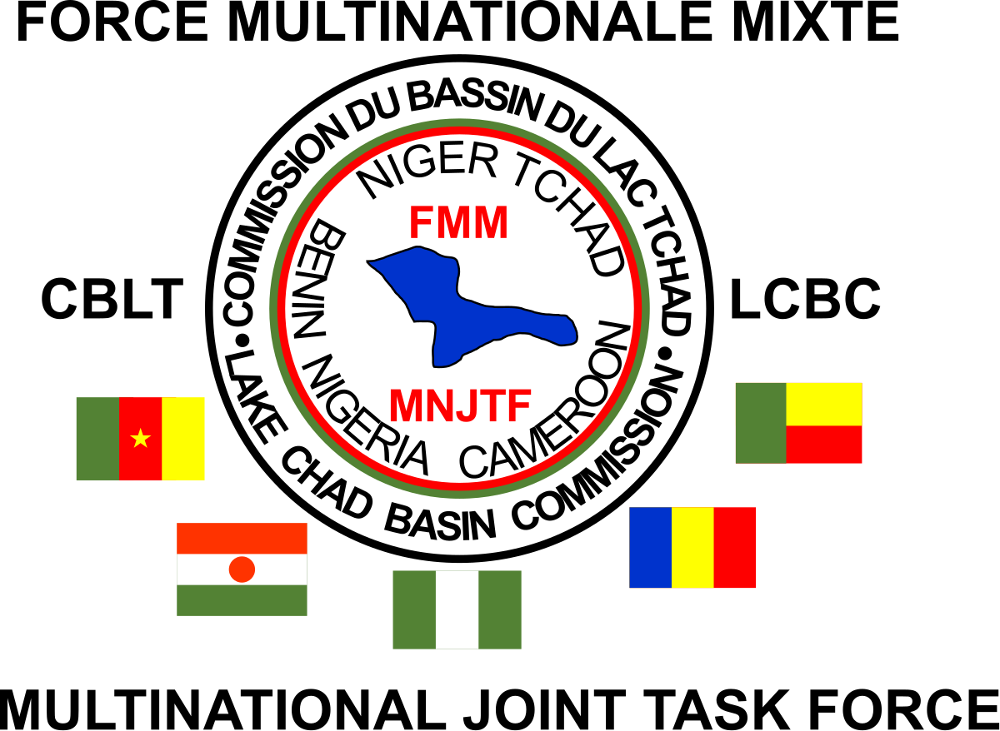 FORCE MULTINATIONALE MIXTE
COMMISSION DU BASSIN DU LAC TCHAD
NIGER TCHAD
FMM
BENIN
CBLT
LCBC
MNJTF
NIGERIA CAMEROON
• LAKE CHAD BASIN COMMISSION •
MULTINATIONAL JOINT TASK FORCE